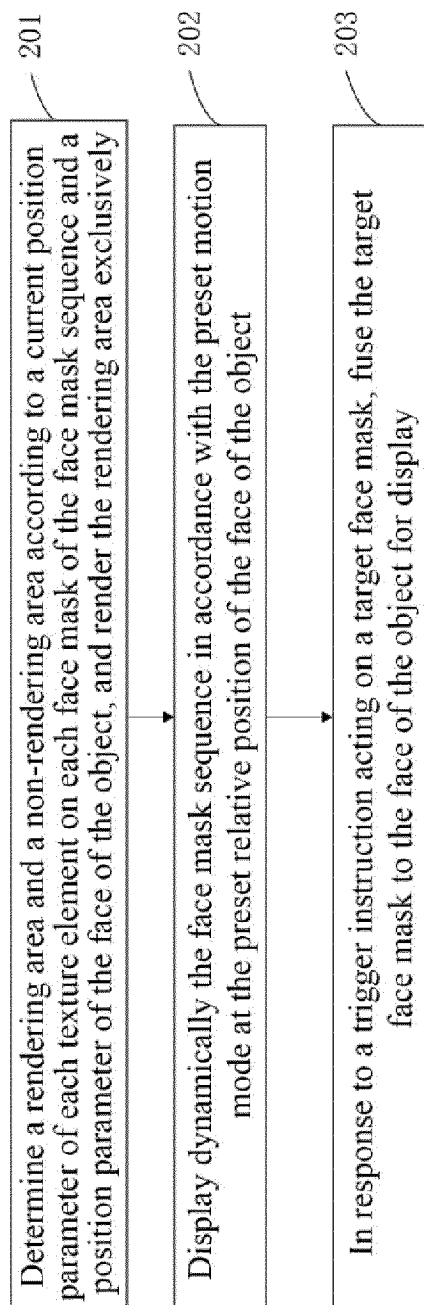 201
Determine a rendering area and a non-rendering area according to a current position
parameter of each texture element on each face mask of the face mask sequence and a
position parameter of the face of the object, and render the rendering area exclusively
202
Display dynamically the face mask sequence in accordance with the preset motion
mode at the preset relative position of the face of the object
203
In response to a trigger instruction acting on a target face mask, fuse the target
face mask to the face of the object for display